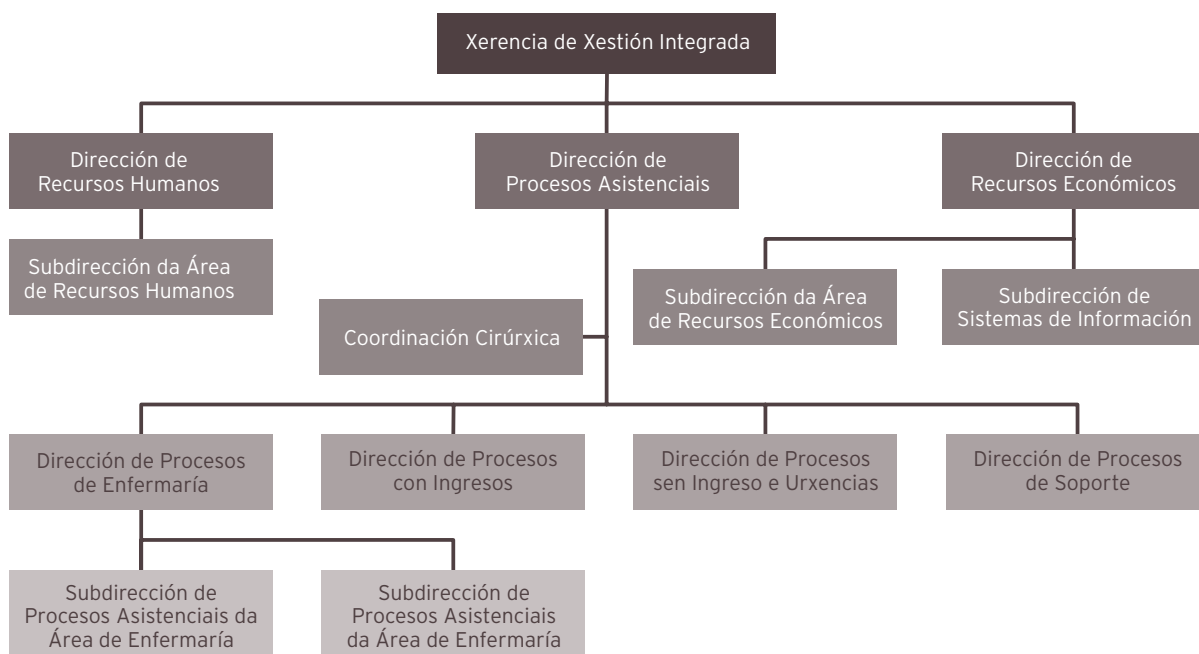 Xerencia de Xestión Integrada
Dirección de
Recursos Humanos
Dirección de
Procesos Asistenciais
Dirección de
Recursos Económicos
Subdirección da Área
de Recursos Humanos
Subdirección da Área
de Recursos Económicos
Subdirección de
Sistemas de Información
Coordinación Cirúrxica
Dirección de Procesos
de Enfermaría
Dirección de Procesos
con Ingresos
Dirección de Procesos
sen Ingreso e Urxencias
Dirección de Procesos
de Soporte
Subdirección de
Procesos Asistenciais da
Área de Enfermaría
Subdirección de
Procesos Asistenciais
da Área de Enfermaría